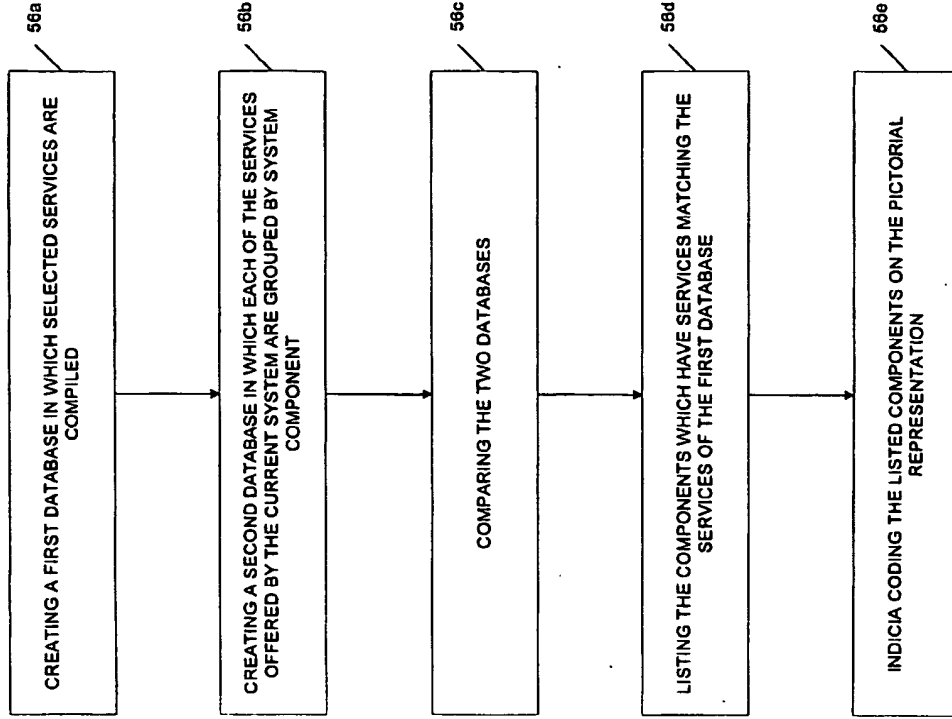 56a
CREATING A FIRST DATABASE IN WHICH SELECTED SERVICES ARE
COMPILED
56b
CREATING A SECOND DATABASE IN WHICH EACH OF THE SERVICES
OFFERED BY THE CURRENT SYSTEM ARE GROUPED BY SYSTEM
COMPONENT
56c
COMPARING THE TWO DATABASES
56d
LISTING THE COMPONENTS WHICH HAVE SERVICES MATCHING THE
SERVICES OF THE FIRST DATABASE
56e
INDICIA CODING THE LISTED COMPONENTS ON THE PICTORIAL
REPRESENTATION